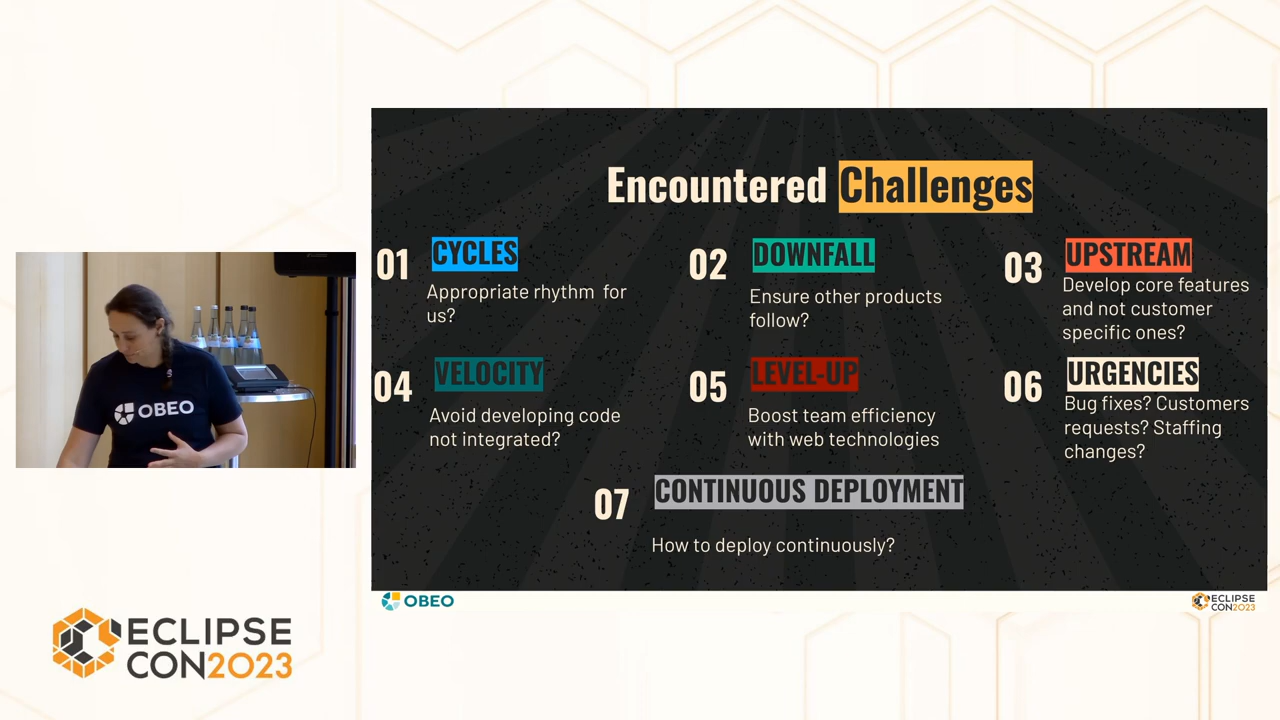 Encountered Challenges
01 CYCLES
Appropriate rhythm for
us?
02 DOWNFALL
Ensure other products
follow?
03 UPSTREAM
Develop core features
and not customer
specific ones?
04 VELOCITY
Avoid developing code
not integrated?
05 LEVEL-UP
Boost team efficiency
with web technologies
06 URGENCIES
Bug fixes? Customers
requests? Staffing
changes?
07 CONTINUOUS DEPLOYMENT
How to deploy continuously?
OBEO
ECLIPSE
CON2023
OBEO
ECLIPSE
CON2023